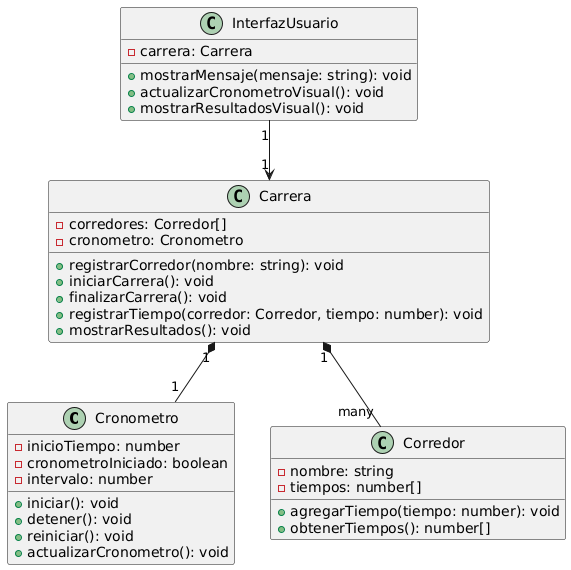 C InterfazUsuario
carrera: Carrera
mostrarMensaje(mensaje: string): void
actualizarCronometroVisual(): void
mostrarResultadosVisual(): void
1
1
C Carrera
corredores: Corredor[]
cronometro: Cronometro
registrarCorredor(nombre: string): void
iniciarCarrera(): void
finalizarCarrera(): void
registrarTiempo(corredor: Corredor, tiempo: number): void
mostrarResultados(): void
1 1
1 many
C Cronometro
inicioTiempo: number
cronometroIniciado: boolean
intervalo: number
iniciar(): void
detener(): void
reiniciar(): void
actualizarCronometro(): void
C Corredor
nombre: string
tiempos: number[]
agregarTiempo(tiempo: number): void
obtenerTiempos(): number[]